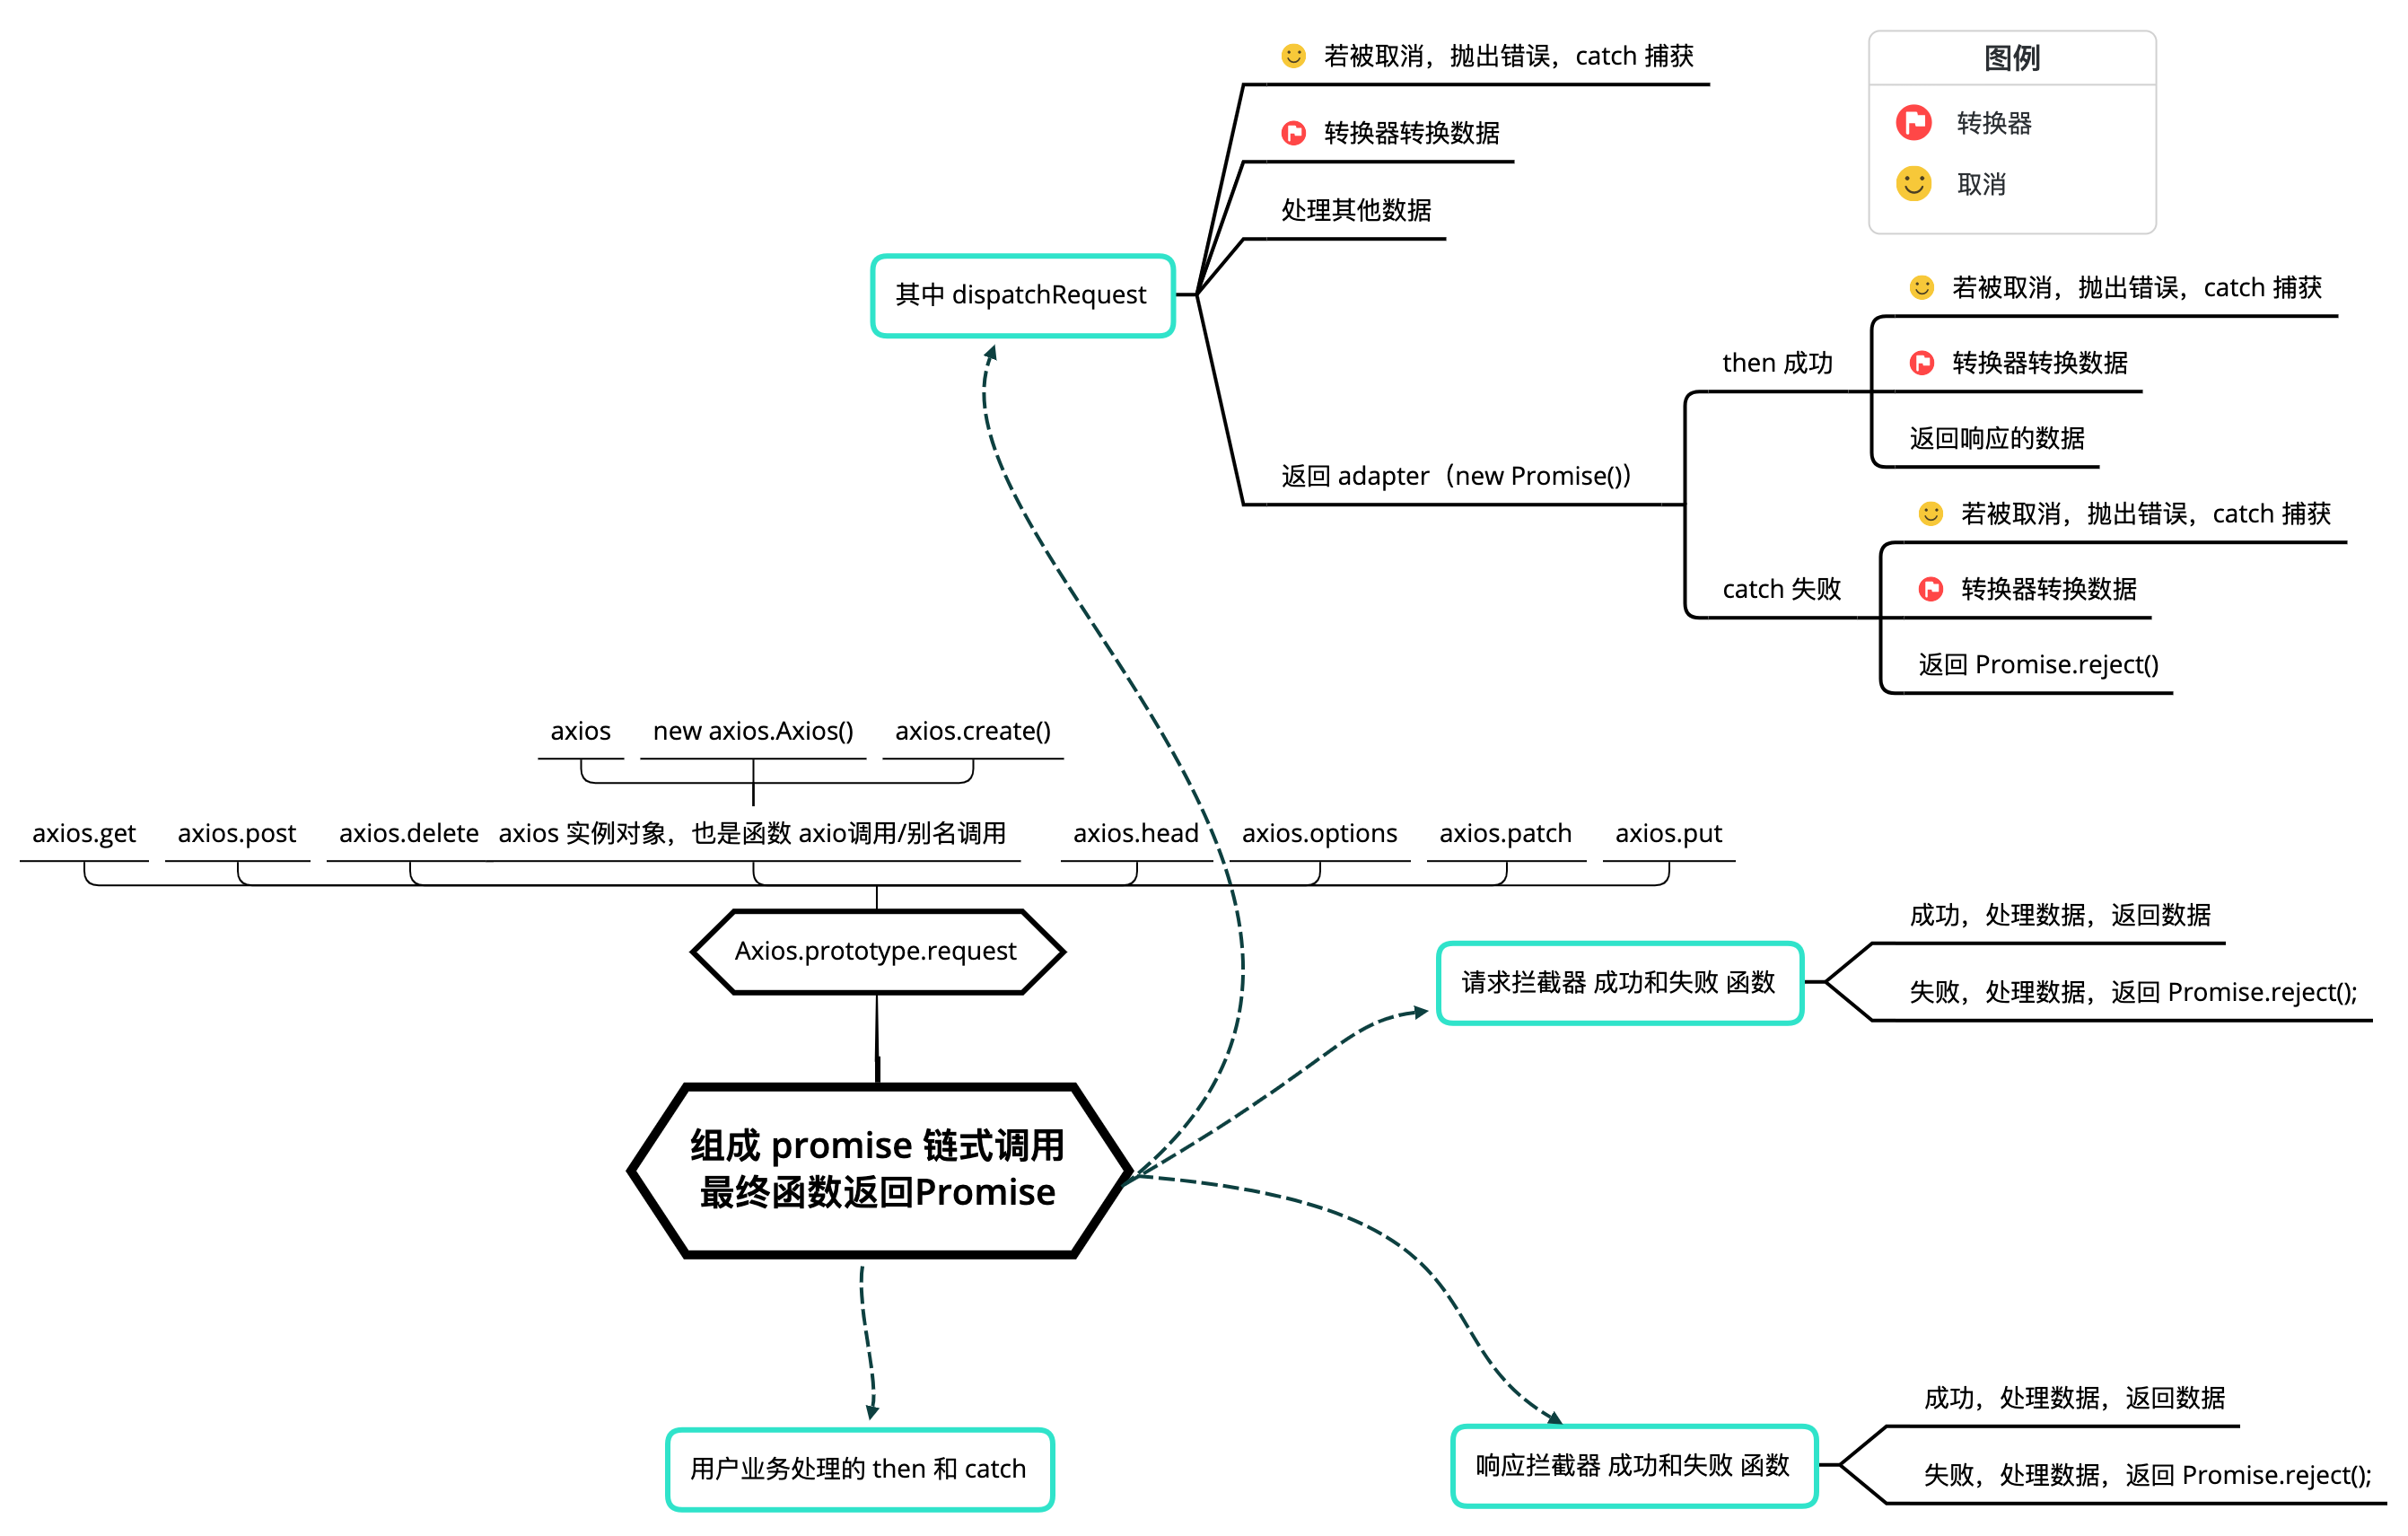 若被取消，抛出错误，catch 捕获
转换器转换数据
处理其他数据
图例
转换器
取消
其中 dispatchRequest
返回 adapter（new Promise()）
then 成功
若被取消，抛出错误，catch 捕获
转换器转换数据
返回响应的数据
catch 失败
若被取消，抛出错误，catch 捕获
转换器转换数据
返回 Promise.reject()
axios
new axios.Axios()
axios.create()
axios.get
axios.post
axios.delete
axios 实例对象，也是函数 axio调用/别名调用
axios.head
axios.options
axios.patch
axios.put
Axios.prototype.request
请求拦截器 成功和失败 函数
成功，处理数据，返回数据
失败，处理数据，返回 Promise.reject();
组成 promise 链式调用
最终函数返回Promise
用户业务处理的 then 和 catch
响应拦截器 成功和失败 函数
成功，处理数据，返回数据
失败，处理数据，返回 Promise.reject();